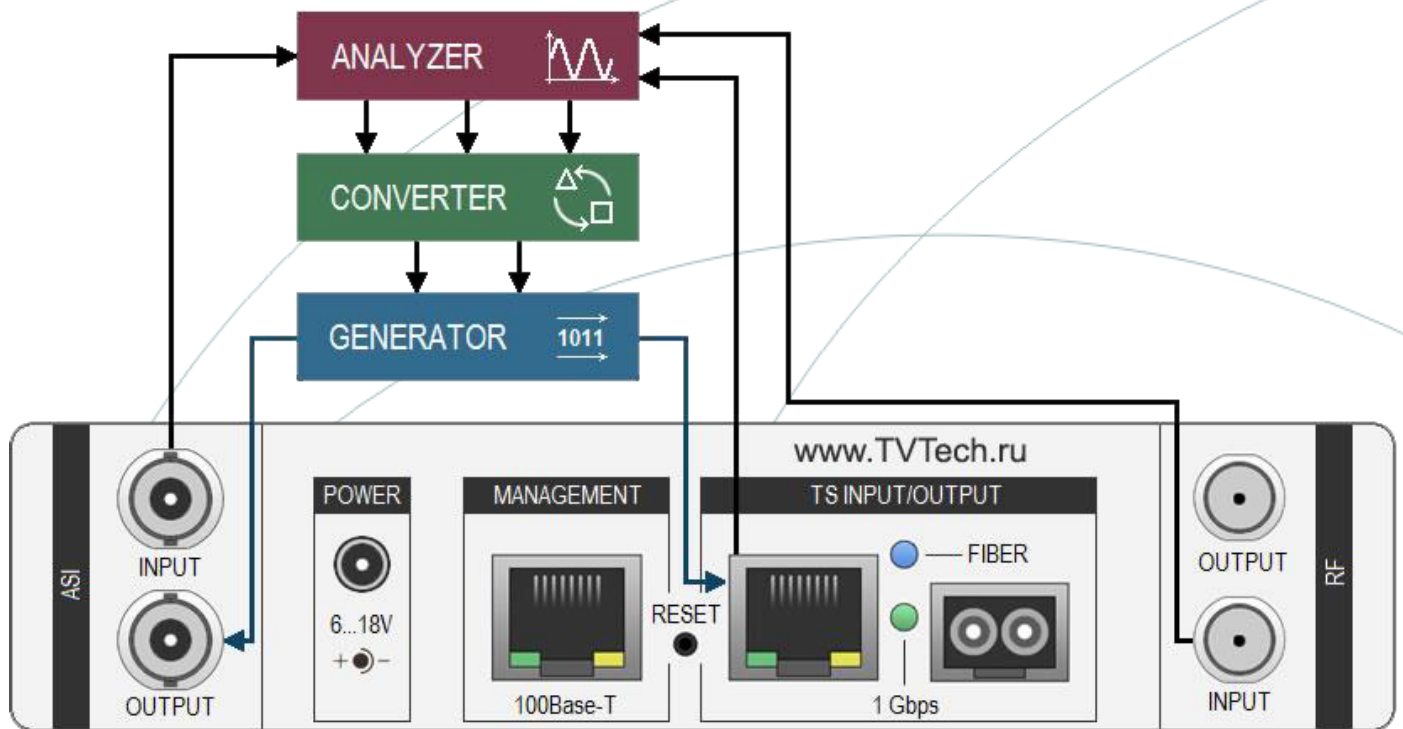 ANALYZER
CONVERTER
GENERATOR
1011
www.TVTech.ru
POWER
MANAGEMENT
TS INPUT/OUTPUT
ASI
INPUT
OUTPUT
6...18V
+ -
100Base-T
RESET
FIBER
1 Gbps
OUTPUT
INPUT
RF